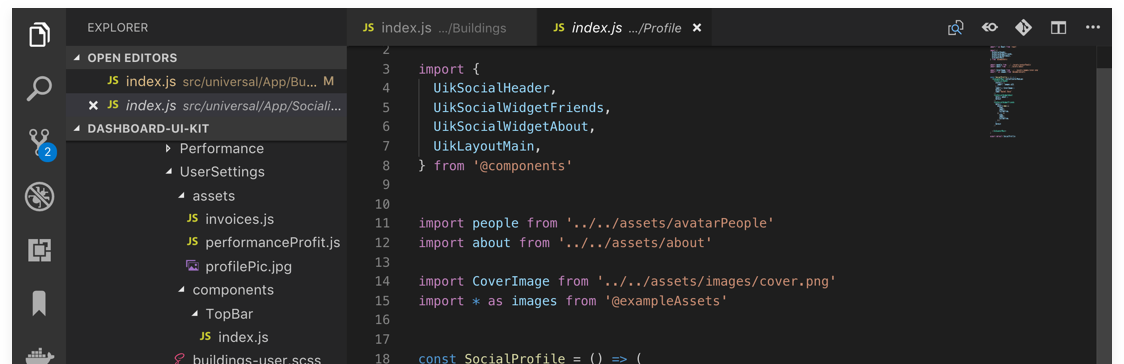 EXPLORER
OPEN EDITORS
JS index.js src/universal/App/Bu... M
JS index.js src/universal/App/Sociali...
DASHBOARD-UI-KIT
Performance
UserSettings
assets
JS invoices.js
JS performanceProfit.js
profilePic.jpg
components
TopBar
JS index.js
buildings-user.scss
2
JS index.js .../Buildings
JS index.js .../Profile
2
3 import {
4 UikSocialHeader,
5 UikSocialWidgetFriends,
6 UikSocialWidgetAbout,
7 UikLayoutMain,
8 } from '@components'
9
10
11 import people from '../../assets/avatarPeople'
12 import about from '../../assets/about'
13
14 import CoverImage from '../../assets/images/cover.png'
15 import * as images from '@exampleAssets'
16
17
18 const SocialProfile = () => (